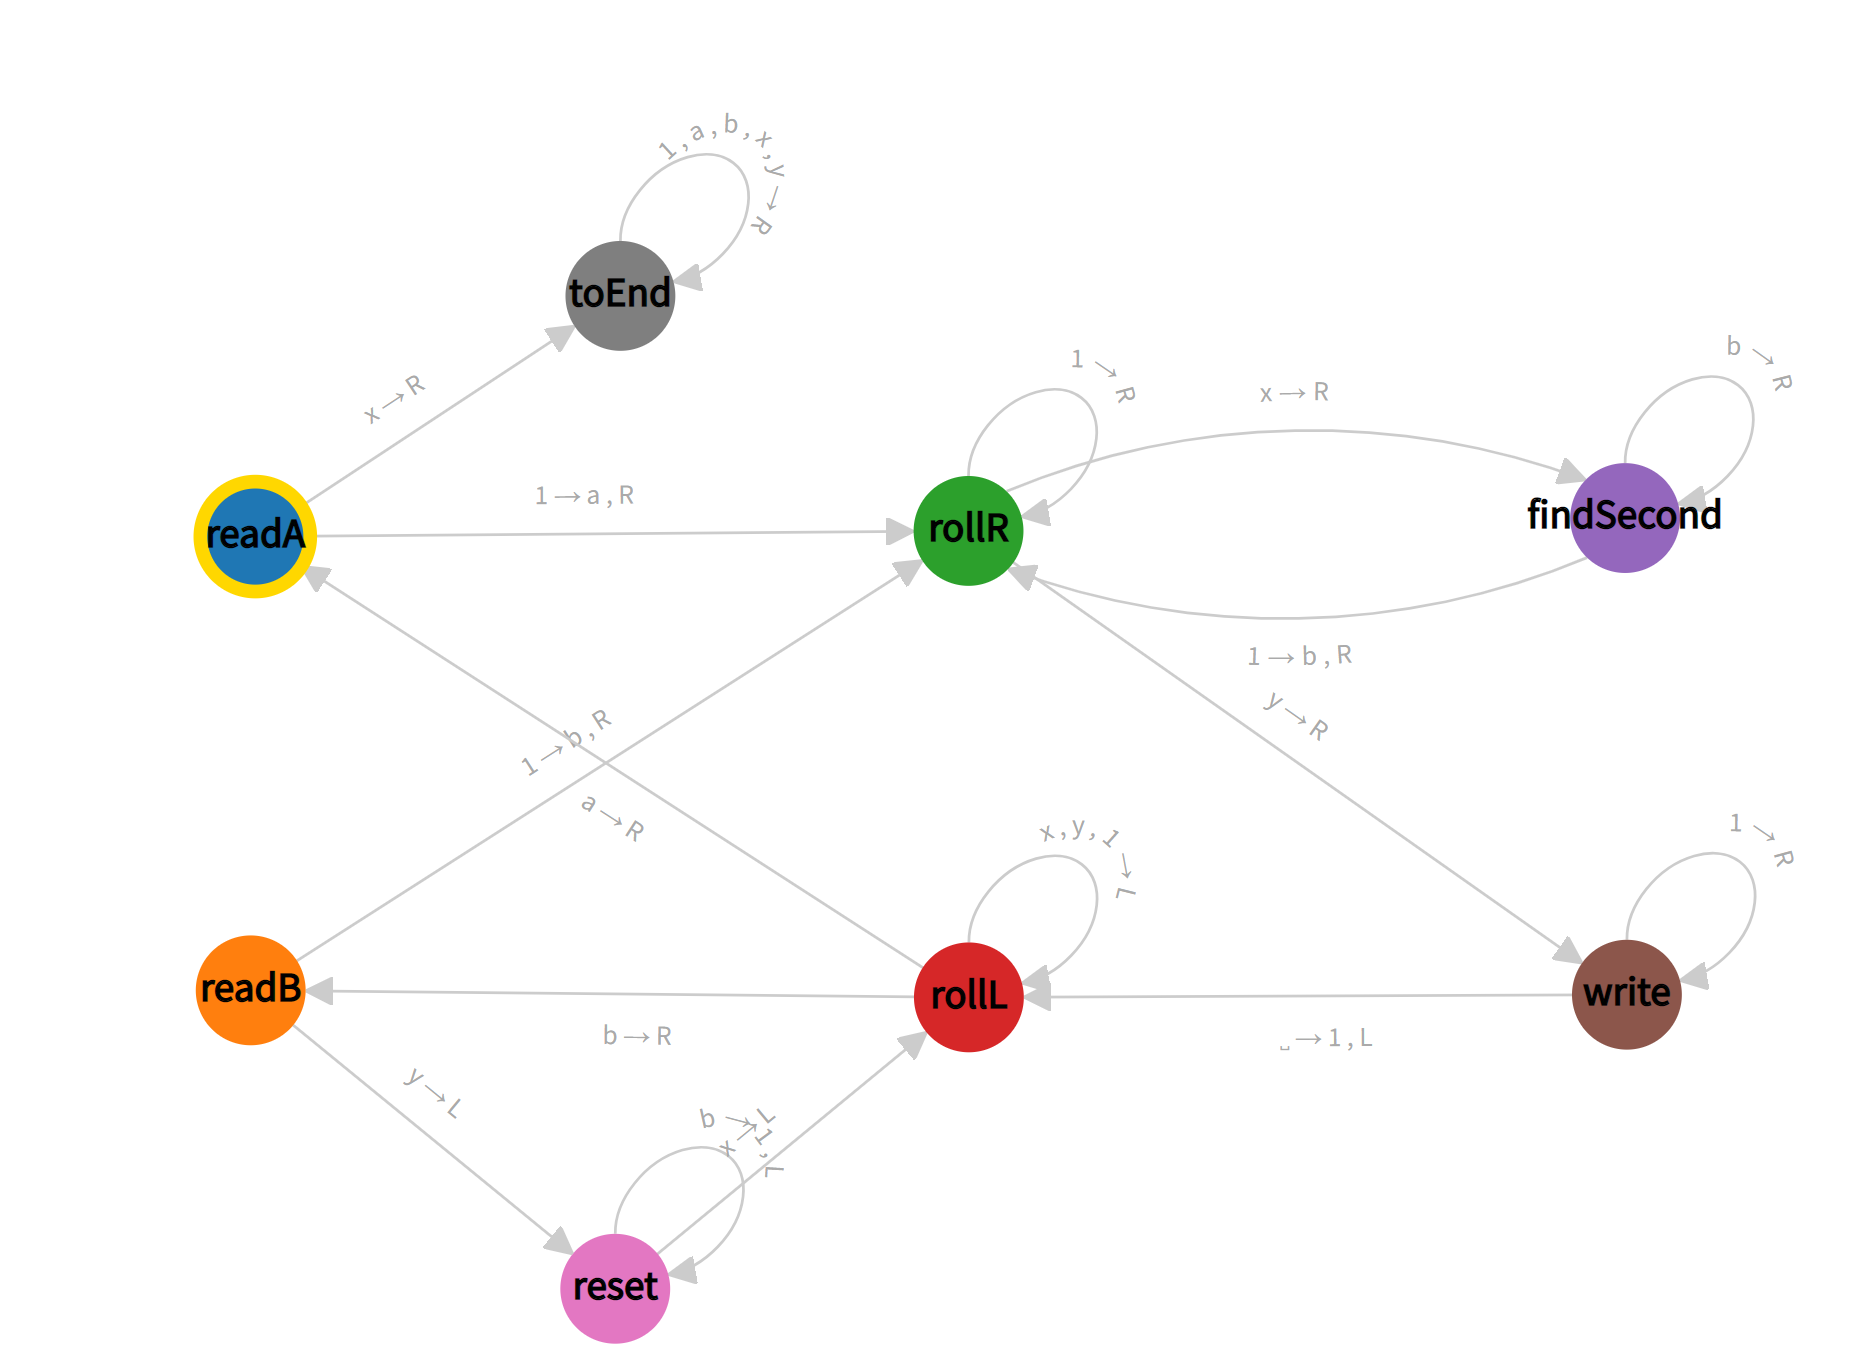 1,a,b,x,y→R
toEnd
x→R
1→R
x→R
b→R
readA
1→a,R
rollR
findSecond
1→b,R
y→R
1→b,R
a→R
x,y,1→L
1→R
readB
b→R
rollL
␣→1,L
write
y→L
b→1,L
x→L
reset